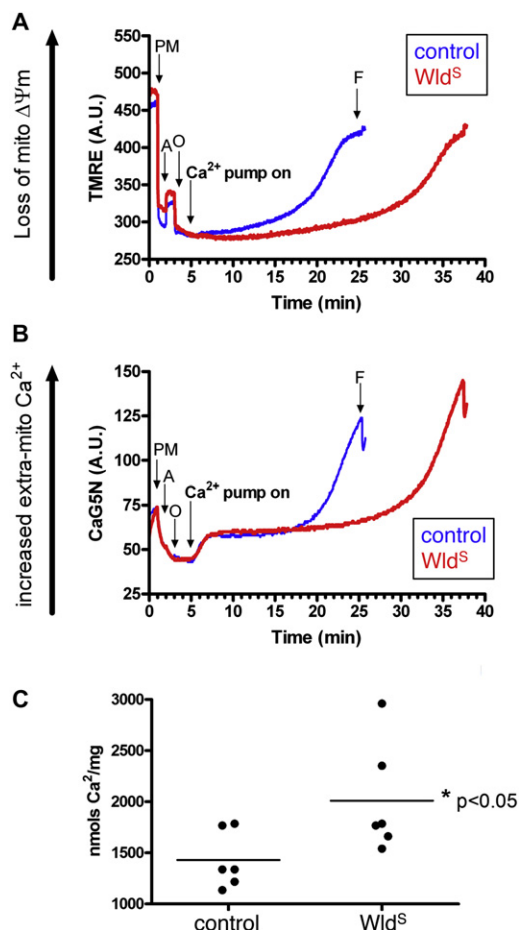 A
Loss of mito ΔΨm
TMRE (A.U.)
550
500
450
400
350
300
250
PM
A
O
Ca²⁺ pump on
F
control
Wldˢ
0 5 10 15 20 25 30 35 40
Time (min)
B
increased extra-mito Ca²⁺
CaG5N (A.U.)
150
125
100
75
50
25
PM
A
O
Ca²⁺ pump on
F
control
Wldˢ
0 5 10 15 20 25 30 35 40
Time (min)
C
nmols Ca²/mg
3000
2500
2000
1500
1000
* p<0.05
control Wldˢ